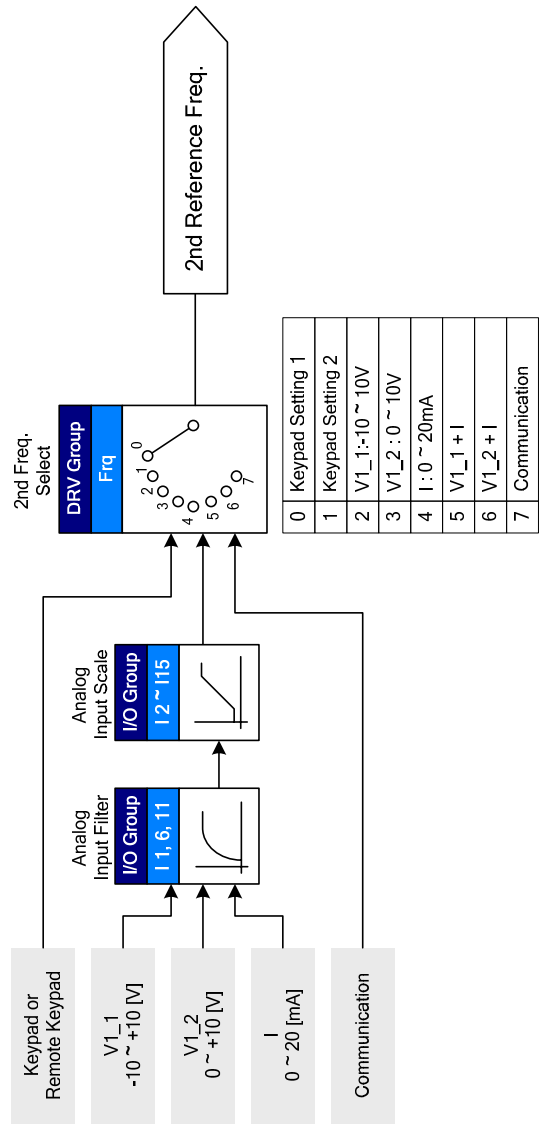 Keypad or
Remote Keypad
V1_1
-10 ~ +10 [V]
V1_2
0 ~ +10 [V]
I
0 ~ 20 [mA]
Communication
Analog
Input Filter
I/O Group
I 1, 6, 11
Analog
Input Scale
I/O Group
I 2 ~ I15
2nd Freq.
Select
DRV Group
Frq
0
1
2
3
4
5
6
7
2nd Reference Freq.
0 Keypad Setting 1
1 Keypad Setting 2
2 V1_1:-10 ~ 10V
3 V1_2 : 0 ~ 10V
4 I : 0 ~ 20mA
5 V1_1 + I
6 V1_2 + I
7 Communication